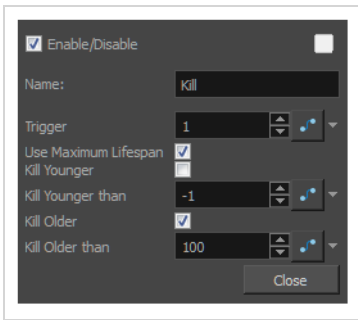 Enable/Disable
Name: Kill
Trigger 1
Use Maximum Lifespan
Kill Younger
Kill Younger than -1
Kill Older
Kill Older than 100
Close